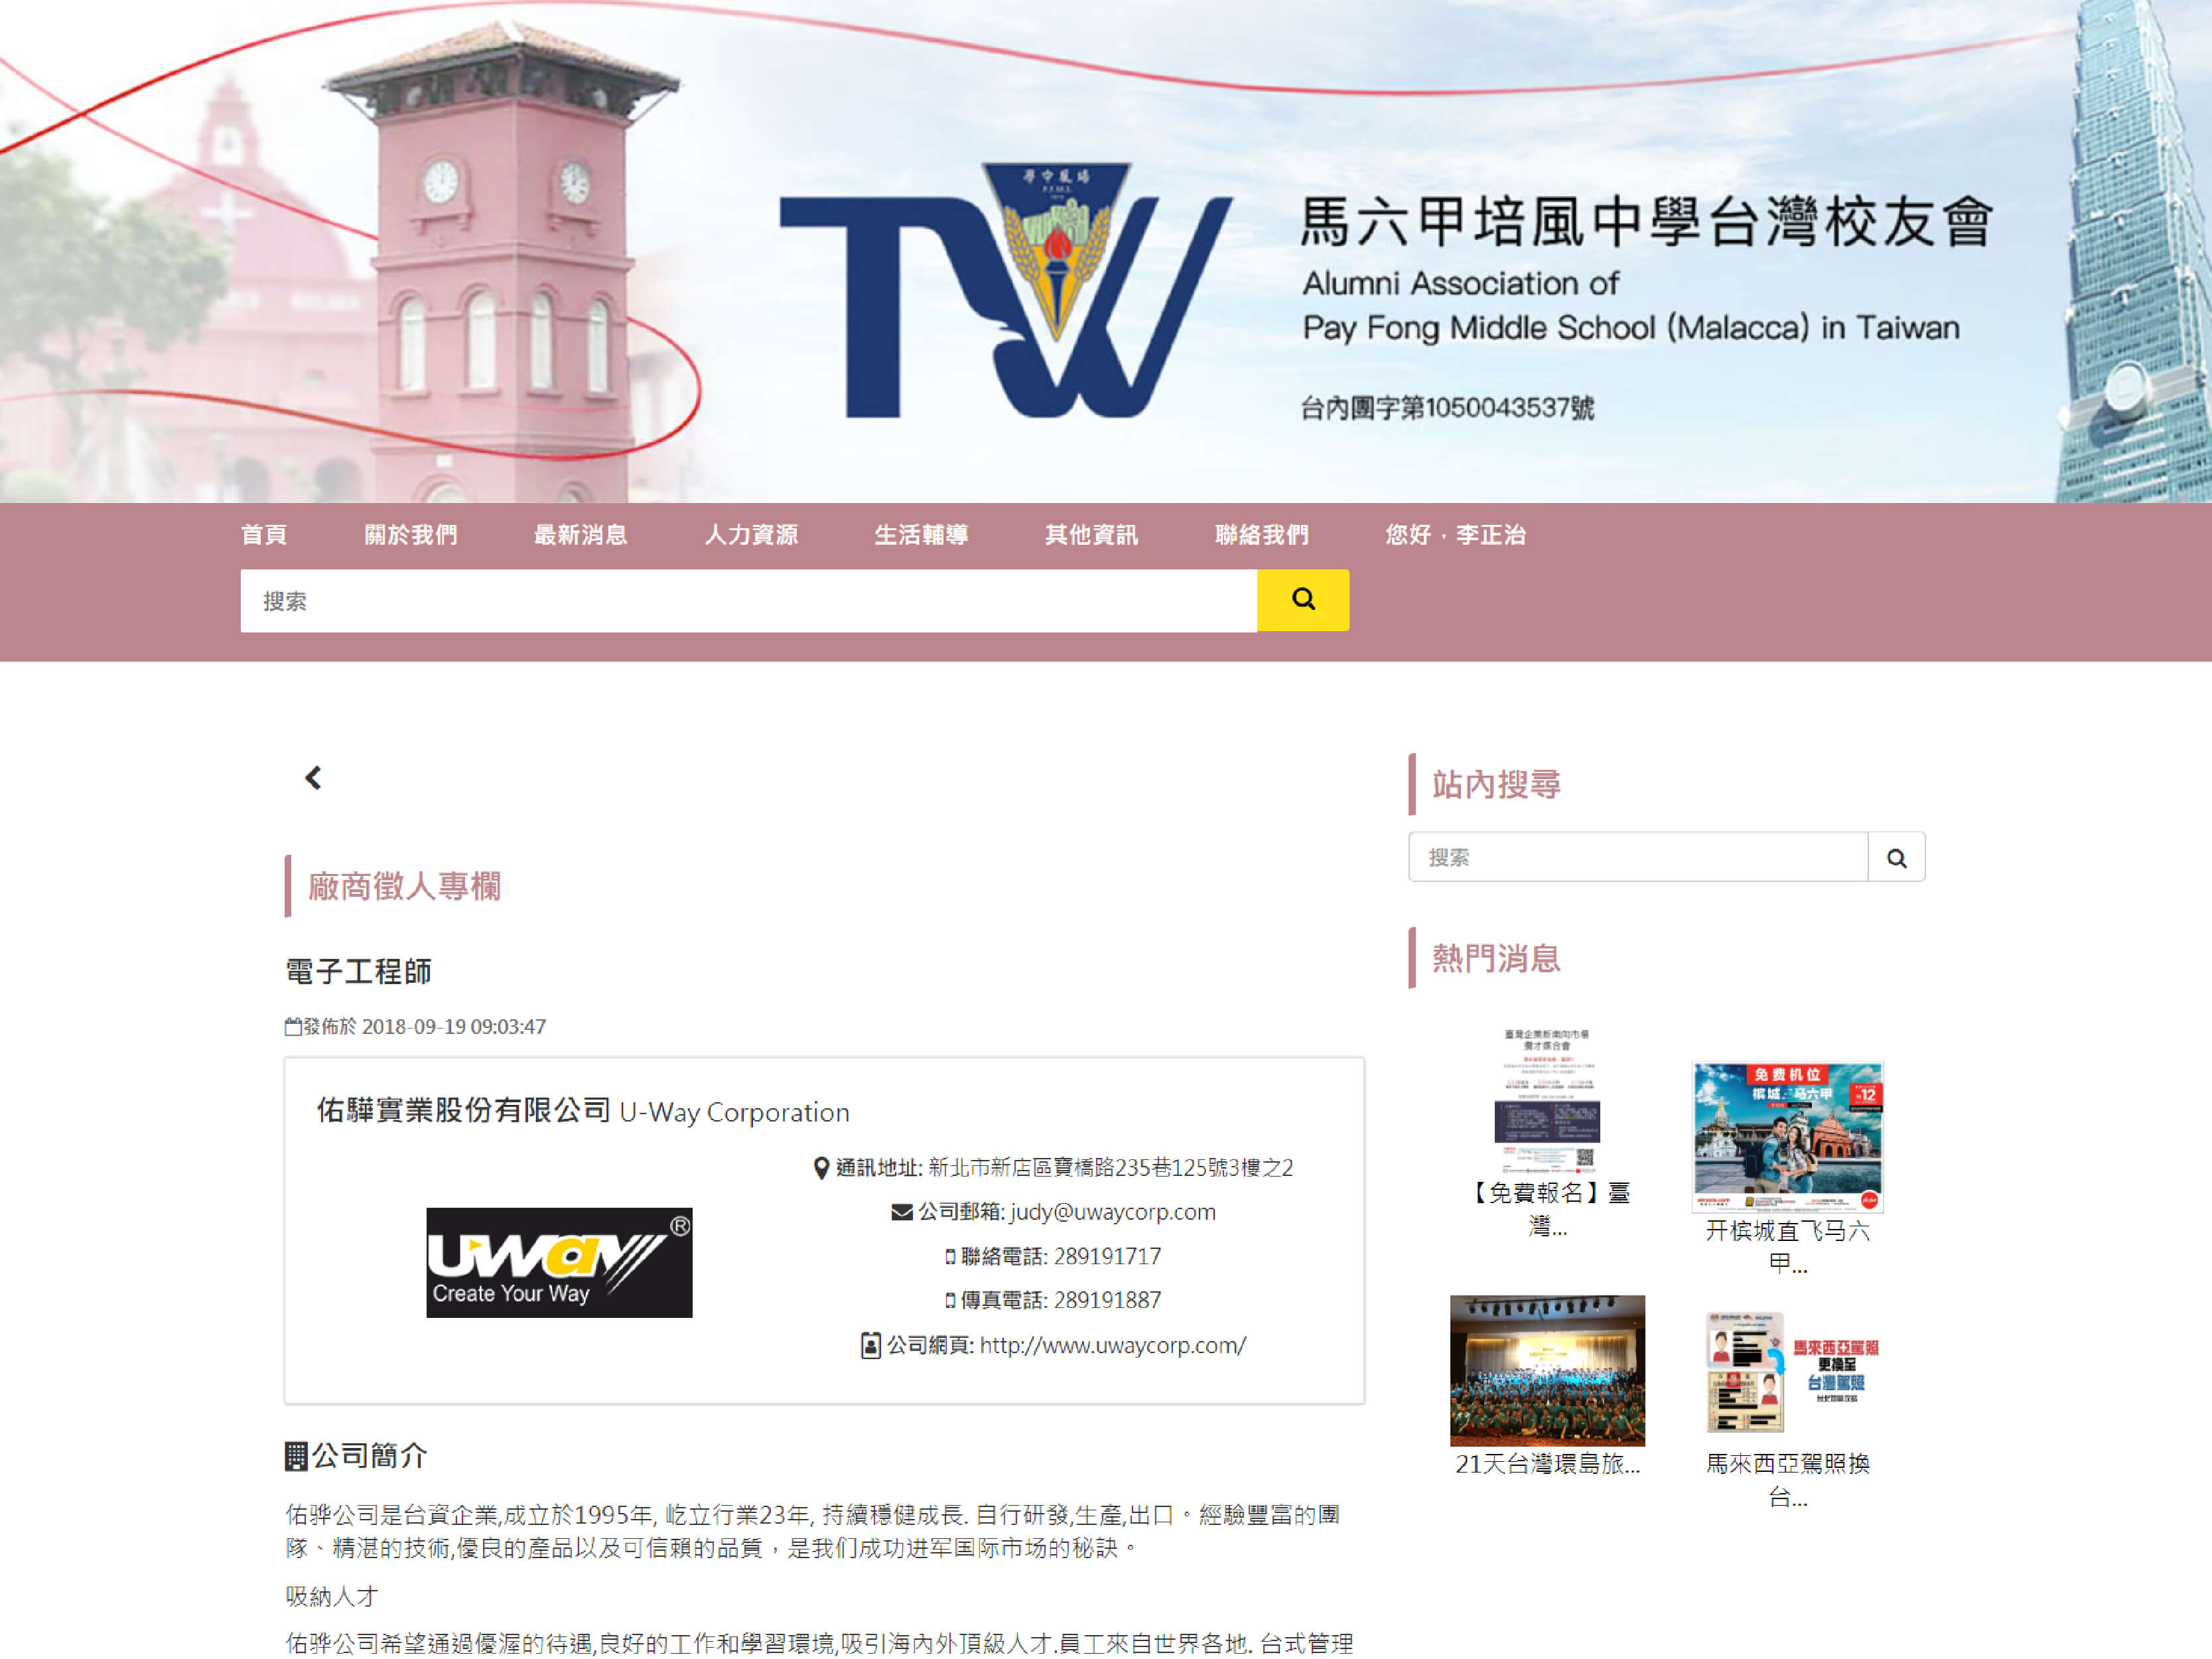 學中風培
P.F.M.S.
馬六甲培風中學台灣校友會
Alumni Association of
Pay Fong Middle School (Malacca) in Taiwan
台內團字第1050043537號
首頁 關於我們 最新消息 人力資源 生活輔導 其他資訊 聯絡我們 您好，李正治
搜索
廠商徵人專欄
電子工程師
發佈於 2018-09-19 09:03:47
佑驊實業股份有限公司 U-Way Corporation
uway®
Create Your Way
通訊地址: 新北市新店區寶橋路235巷125號3樓之2
公司郵箱: judy@uwaycorp.com
聯絡電話: 289191717
傳真電話: 289191887
公司網頁: http://www.uwaycorp.com/
公司簡介
佑骅公司是台資企業,成立於1995年, 屹立行業23年, 持續穩健成長. 自行研發,生產,出口。經驗豐富的團
隊、精湛的技術,優良的產品以及可信賴的品質，是我们成功进军国际市场的秘訣。
吸納人才
佑骅公司希望通過優渥的待遇,良好的工作和學習環境,吸引海內外頂級人才.員工來自世界各地. 台式管理
站內搜尋
搜索
熱門消息
臺灣企業新南向市場
攬才媒合會
【免費報名】臺
灣...
免费机位
槟城 马六甲
12
开槟城直飞马六
甲...
21天台灣環島旅...
馬來西亞駕照
更換至
台灣駕照
馬來西亞駕照換
台...